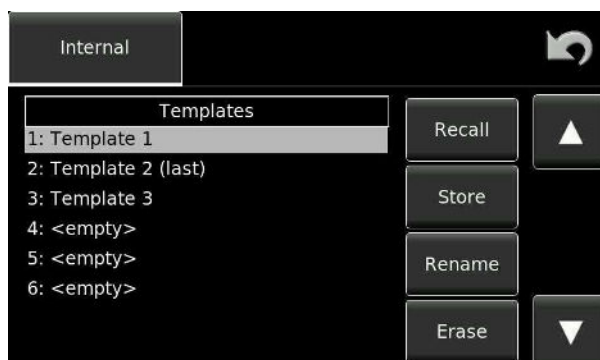 Internal
Templates
1: Template 1
2: Template 2 (last)
3: Template 3
4: <empty>
5: <empty>
6: <empty>
Recall
Store
Rename
Erase